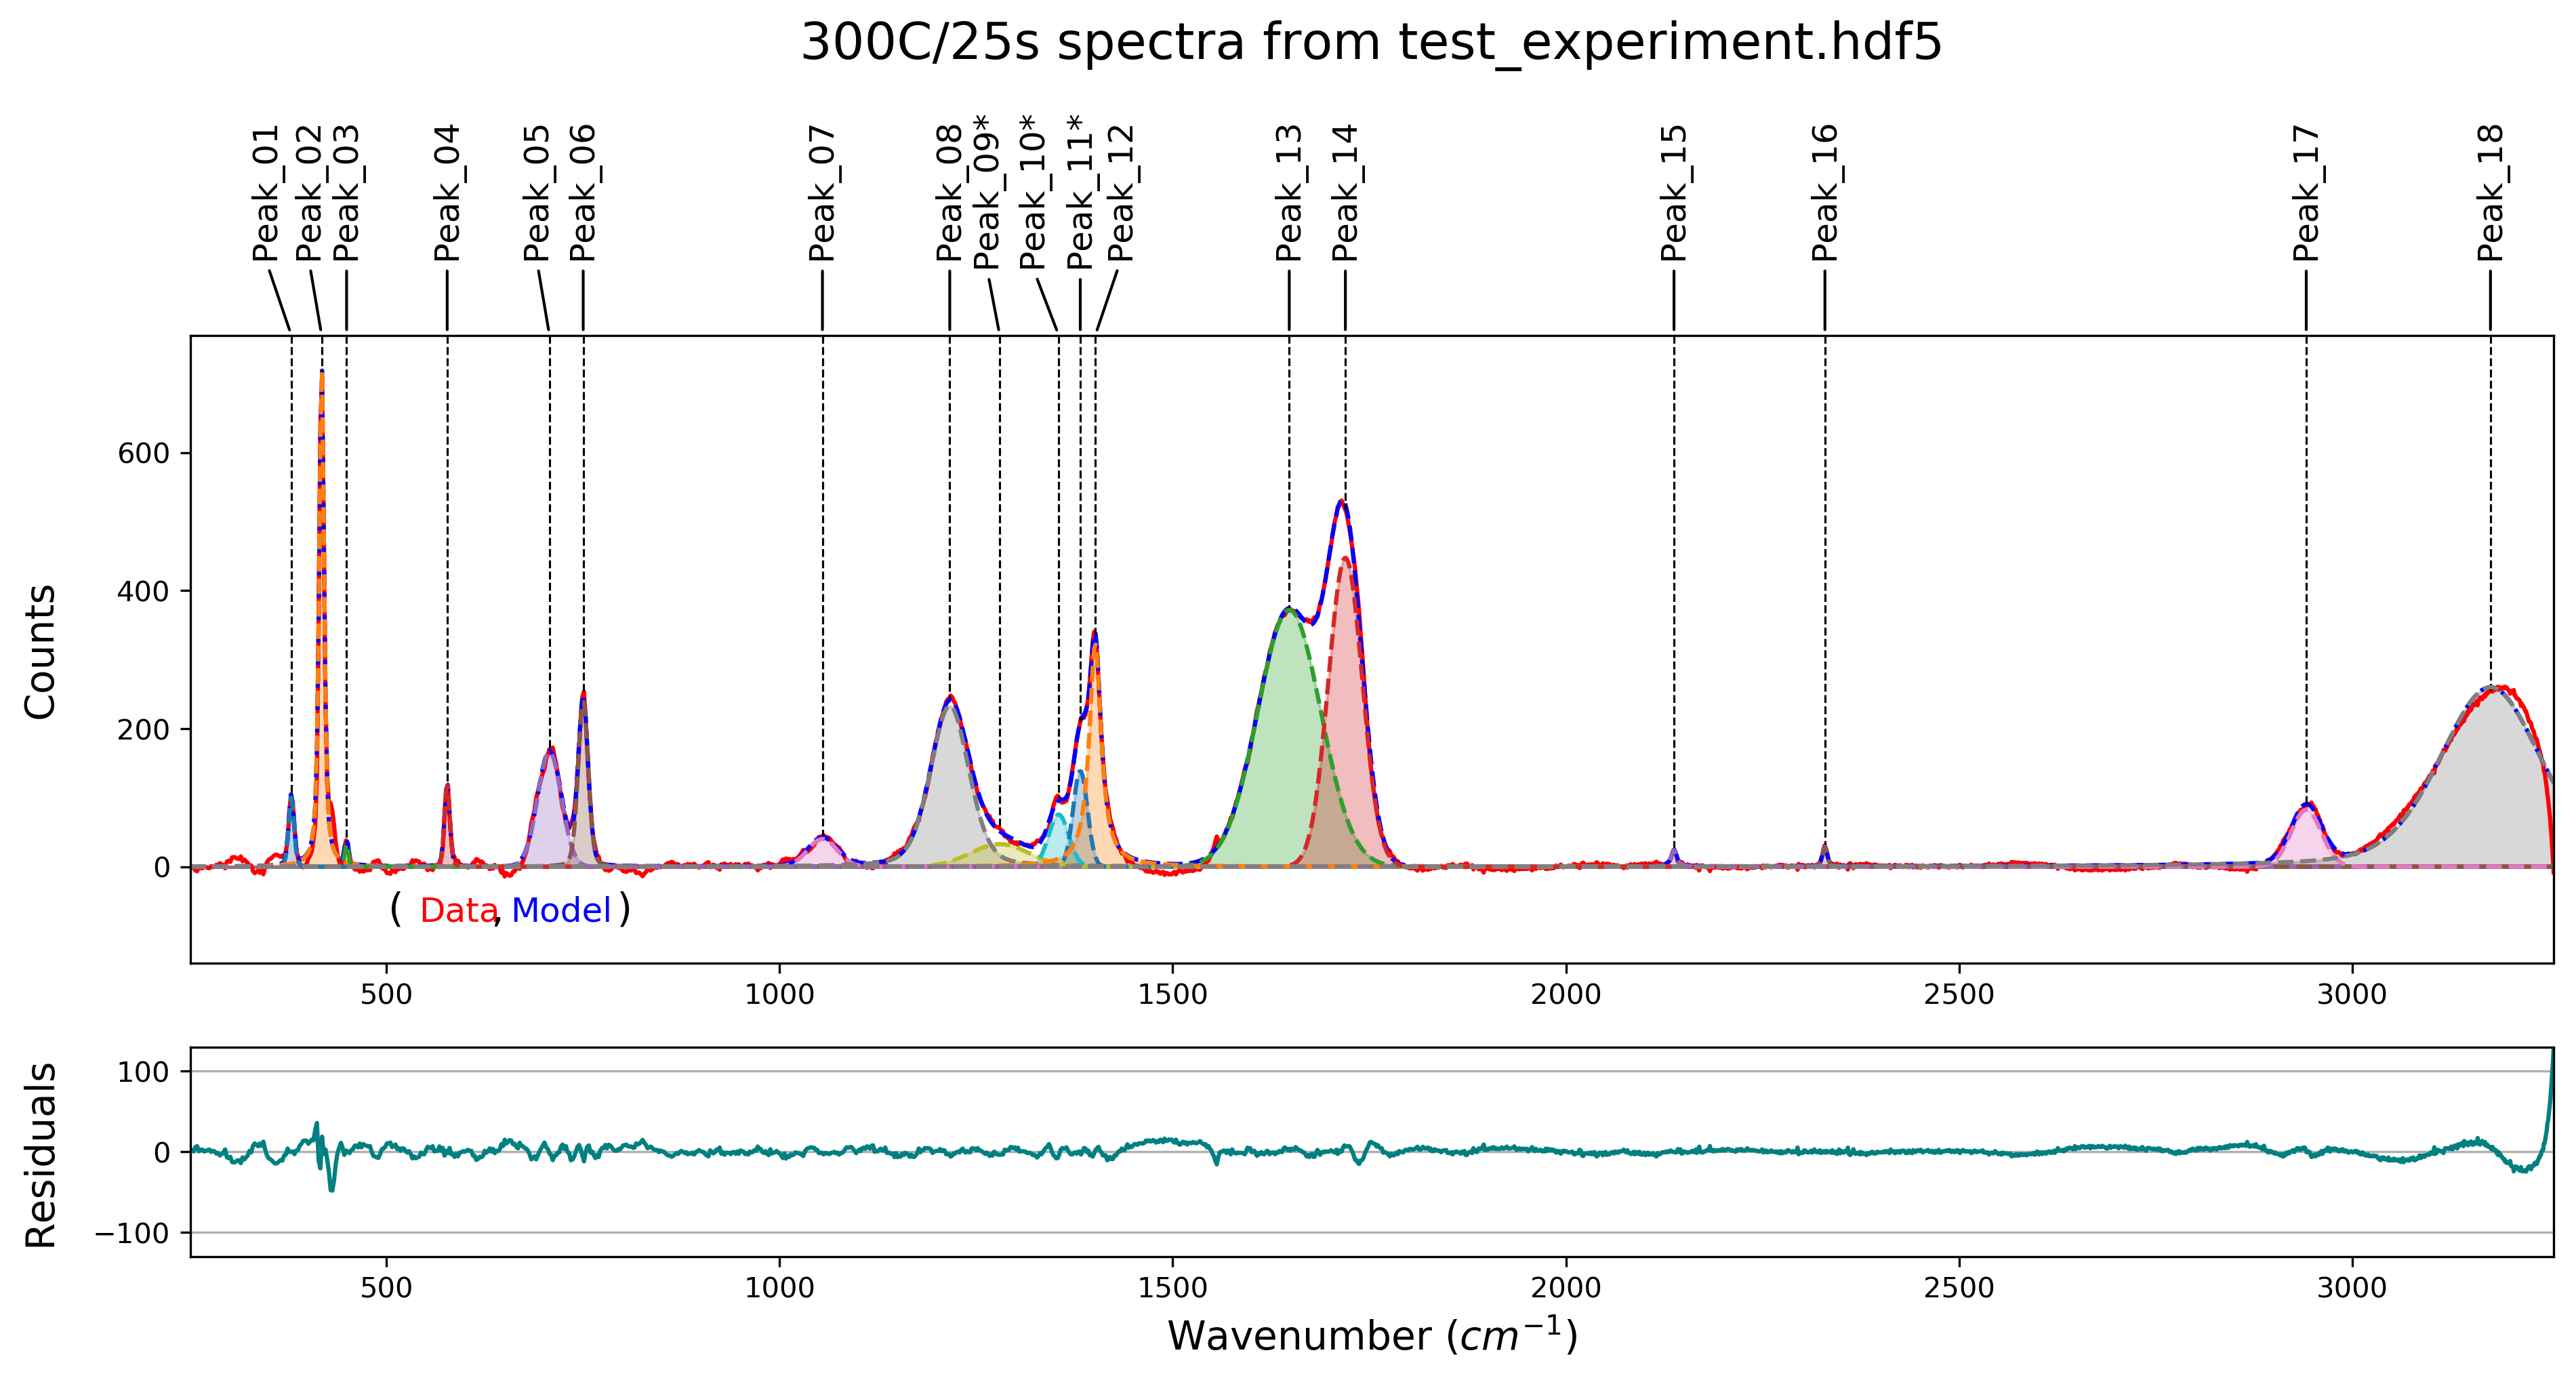 300C/25s spectra from test_experiment.hdf5
Peak_01
Peak_02
Peak_03
Peak_04
Peak_05
Peak_06
Peak_07
Peak_08
Peak_09*
Peak_10*
Peak_11*
Peak_12
Peak_13
Peak_14
Peak_15
Peak_16
Peak_17
Peak_18
Counts
600
400
200
0
( Data, Model )
500 1000 1500 2000 2500 3000
Residuals
100
0
−100
500 1000 1500 2000 2500 3000
Wavenumber (cm⁻¹)